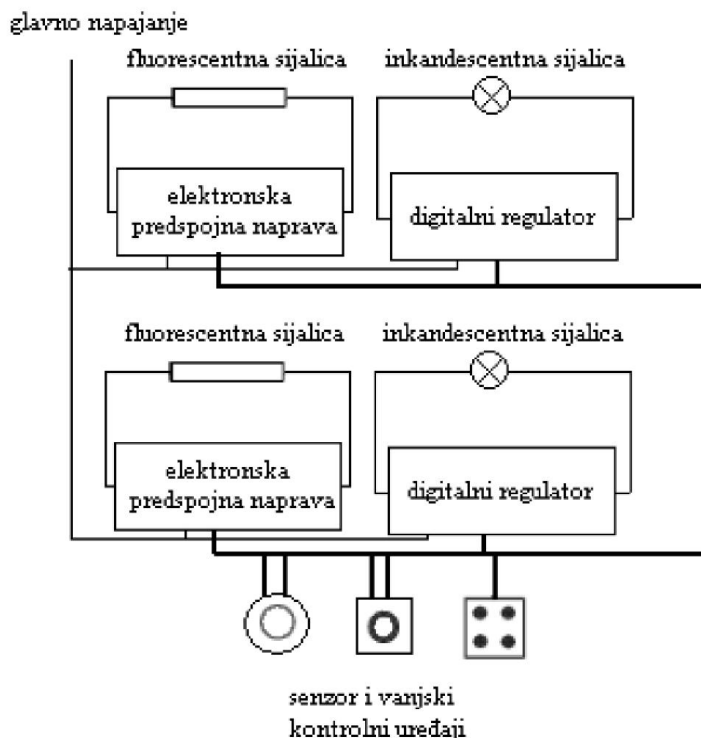 glavno napajanje
fluorescentna sijalica
inkandescentna sijalica
elektronska
predspojna naprava
digitalni regulator
fluorescentna sijalica
inkandescentna sijalica
elektronska
predspojna naprava
digitalni regulator
senzor i vanjski
kontrolni uređaji